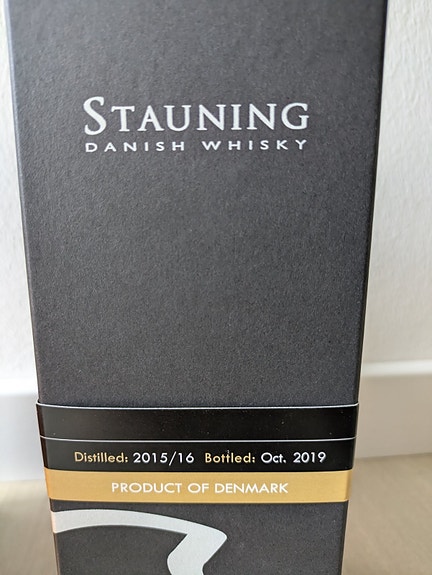 STAUNING
DANISH WHISKY
Distilled: 2015/16 Bottled: Oct. 2019
PRODUCT OF DENMARK